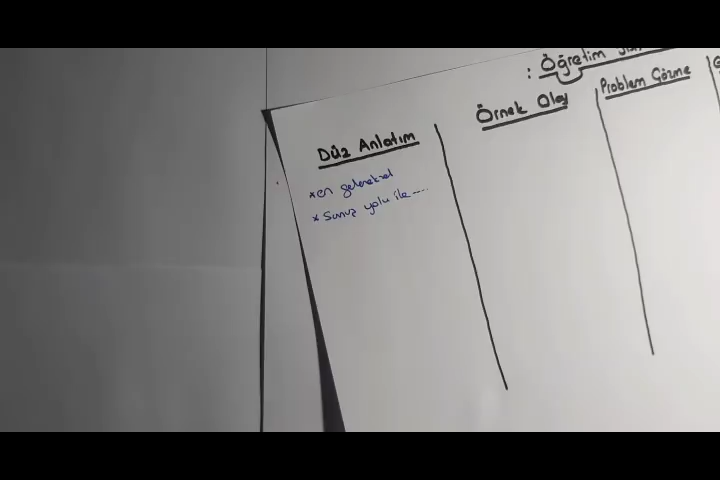 : Öğretim
Düz Anlatım
Örnek Olay
Problem Çözme
* en geleneksel
* Sunuş yolu ile ----